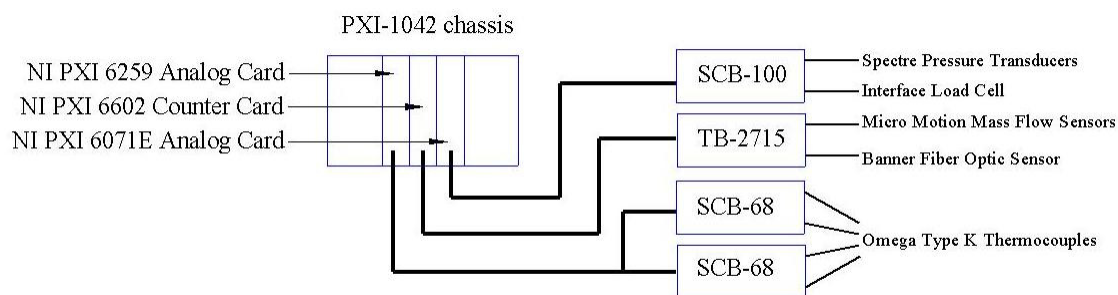 PXI-1042 chassis
NI PXI 6259 Analog Card
NI PXI 6602 Counter Card
NI PXI 6071E Analog Card
SCB-100
Spectre Pressure Transducers
Interface Load Cell
TB-2715
Micro Motion Mass Flow Sensors
Banner Fiber Optic Sensor
SCB-68
SCB-68
Omega Type K Thermocouples